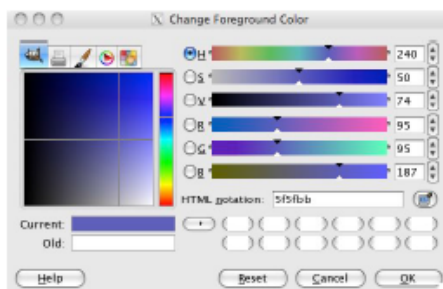 Change Foreground Color
H 240
S 50
V 74
R 95
G 95
B 187
HTML notation: 5f5fbb
Current:
Old:
Help Reset Cancel OK